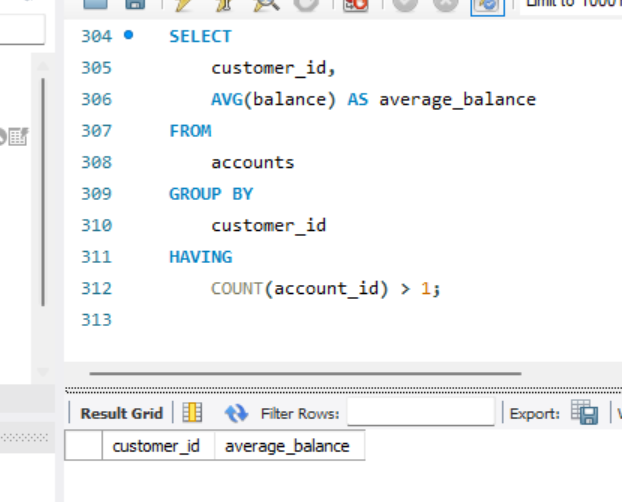 Limit to 1000
304 SELECT
305 customer_id,
306 AVG(balance) AS average_balance
307 FROM
308 accounts
309 GROUP BY
310 customer_id
311 HAVING
312 COUNT(account_id) > 1;
313
Result Grid Filter Rows: Export:
customer_id average_balance